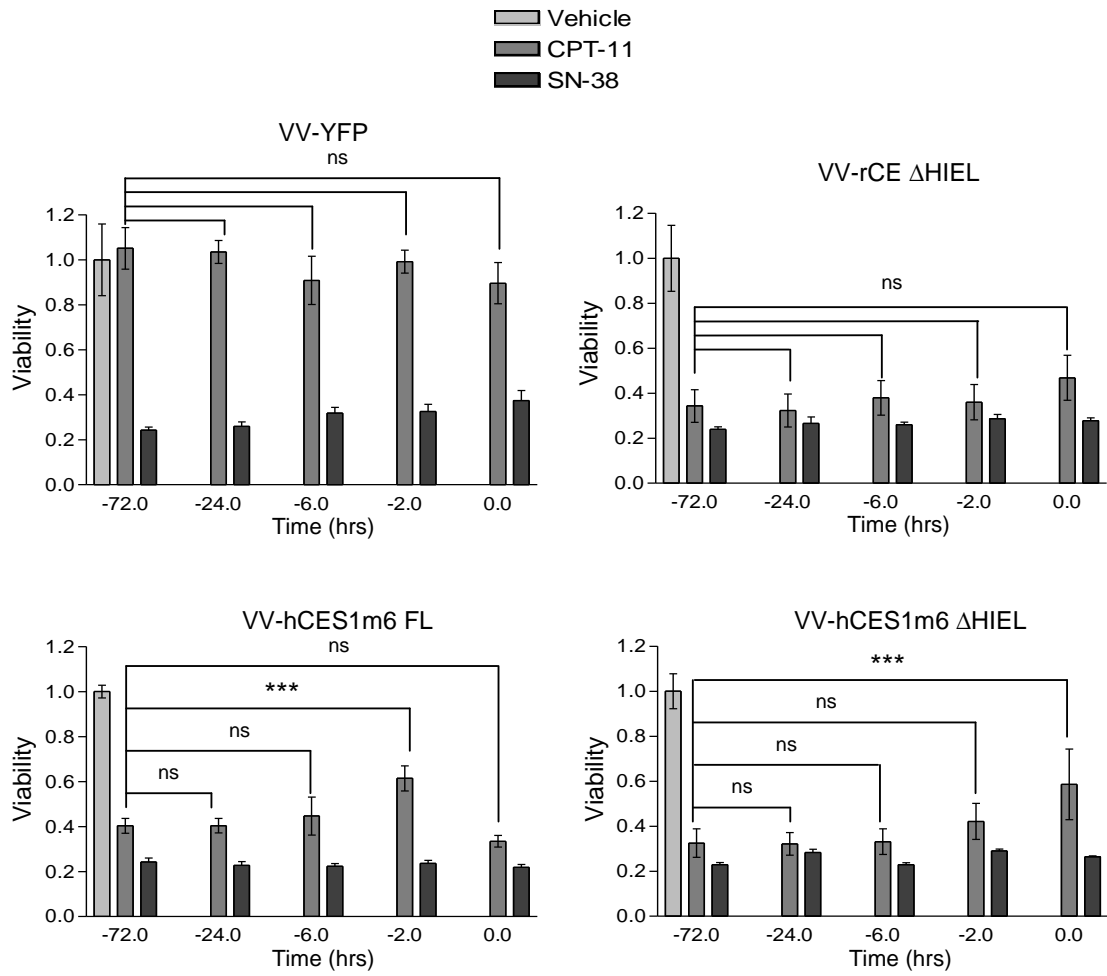 Vehicle
CPT-11
SN-38
VV-YFP
ns
1.2
1.0
0.8
0.6
0.4
0.2
0.0
Viability
-72.0 -24.0 -6.0 -2.0 0.0
Time (hrs)
VV-rCE ΔHIEL
ns
1.2
1.0
0.8
0.6
0.4
0.2
0.0
Viability
-72.0 -24.0 -6.0 -2.0 0.0
Time (hrs)
VV-hCES1m6 FL
ns
***
ns
ns
1.2
1.0
0.8
0.6
0.4
0.2
0.0
Viability
-72.0 -24.0 -6.0 -2.0 0.0
Time (hrs)
VV-hCES1m6 ΔHIEL
***
ns
ns
ns
1.2
1.0
0.8
0.6
0.4
0.2
0.0
Viability
-72.0 -24.0 -6.0 -2.0 0.0
Time (hrs)